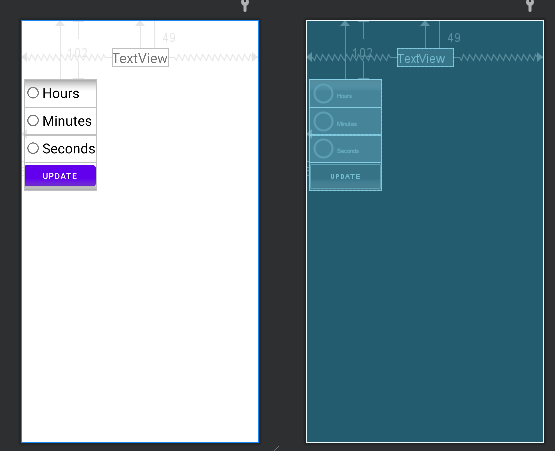 49
102
TextView
Hours
Minutes
Seconds
UPDATE
49
102
TextView
Hours
Minutes
Seconds
UPDATE